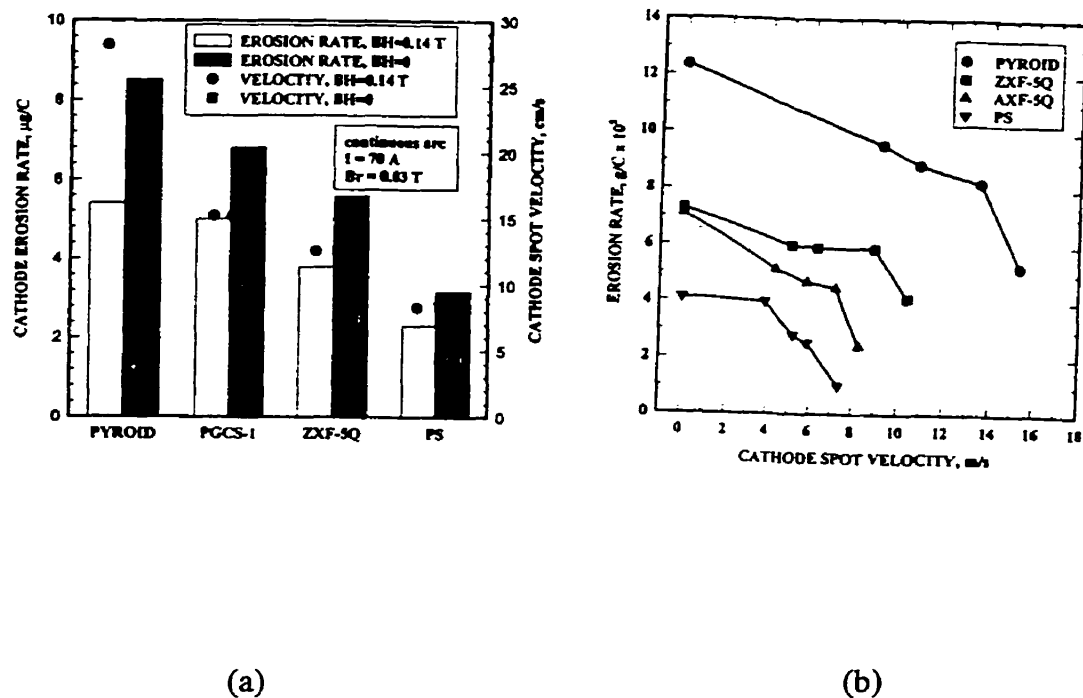 10
8
6
4
2
0
CATHODE EROSION RATE, µg/C
EROSION RATE, BH=0.14 T
EROSION RATE, BH=0
VELOCITY, BH=0.14 T
VELOCITY, BH=0
continuous arc
I = 70 A
Br = 0.03 T
30
25
20
15
10
5
0
CATHODE SPOT VELOCITY, cm/s
PYROID PGCS-1 ZXF-5Q PS
14
12
10
8
6
4
2
0
EROSION RATE, g/C x 10
PYROID
ZXF-5Q
AXF-5Q
PS
0 2 4 6 8 10 12 14 16 18
CATHODE SPOT VELOCITY, m/s
(a) (b)